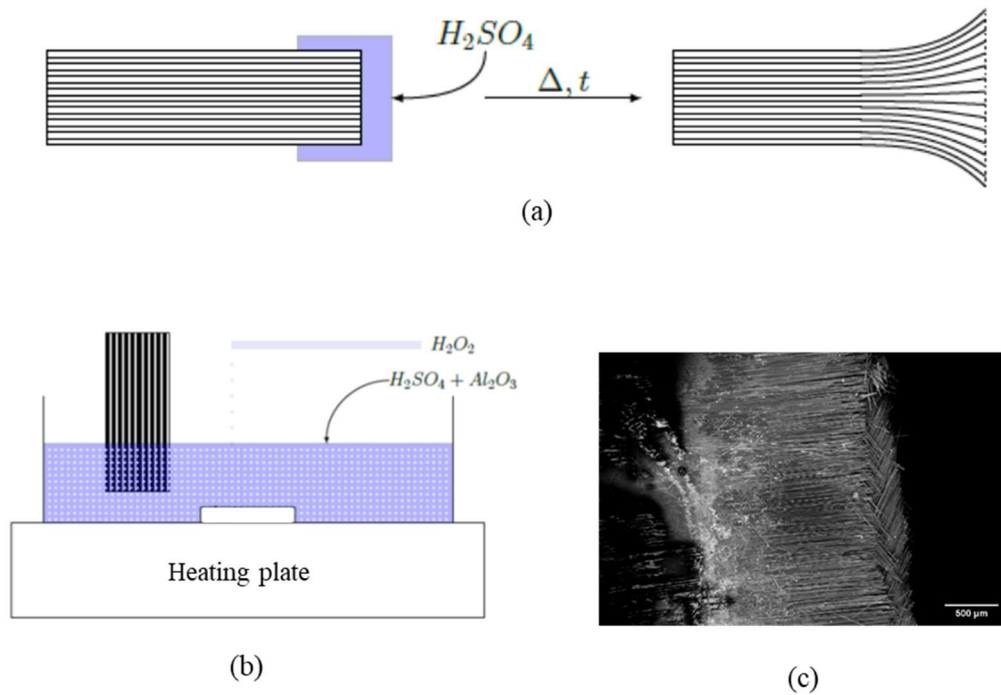 H₂SO₄
Δ, t
(a)
H₂O₂
H₂SO₄ + Al₂O₃
Heating plate
500 µm
(b)
(c)